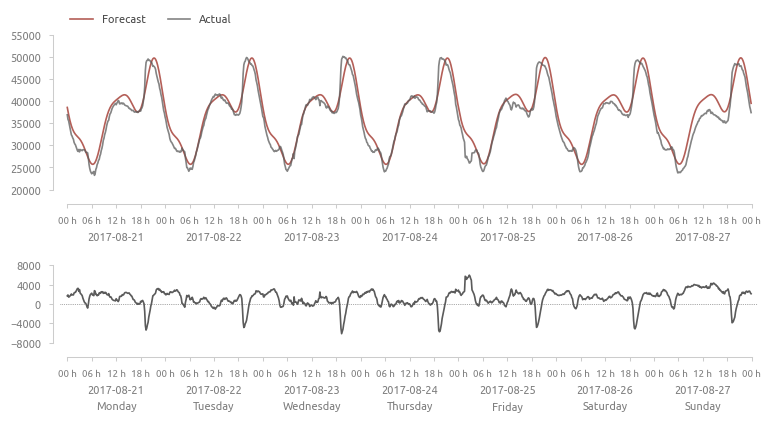 Forecast Actual
55000
50000
45000
40000
35000
30000
25000
20000
00 h 06 h 12 h 18 h 00 h 06 h 12 h 18 h 00 h 06 h 12 h 18 h 00 h 06 h 12 h 18 h 00 h 06 h 12 h 18 h 00 h 06 h 12 h 18 h 00 h 06 h 12 h 18 h 00 h
2017-08-21 2017-08-22 2017-08-23 2017-08-24 2017-08-25 2017-08-26 2017-08-27
8000
4000
0
−4000
−8000
00 h 06 h 12 h 18 h 00 h 06 h 12 h 18 h 00 h 06 h 12 h 18 h 00 h 06 h 12 h 18 h 00 h 06 h 12 h 18 h 00 h 06 h 12 h 18 h 00 h 06 h 12 h 18 h 00 h
2017-08-21 2017-08-22 2017-08-23 2017-08-24 2017-08-25 2017-08-26 2017-08-27
Monday Tuesday Wednesday Thursday Friday Saturday Sunday